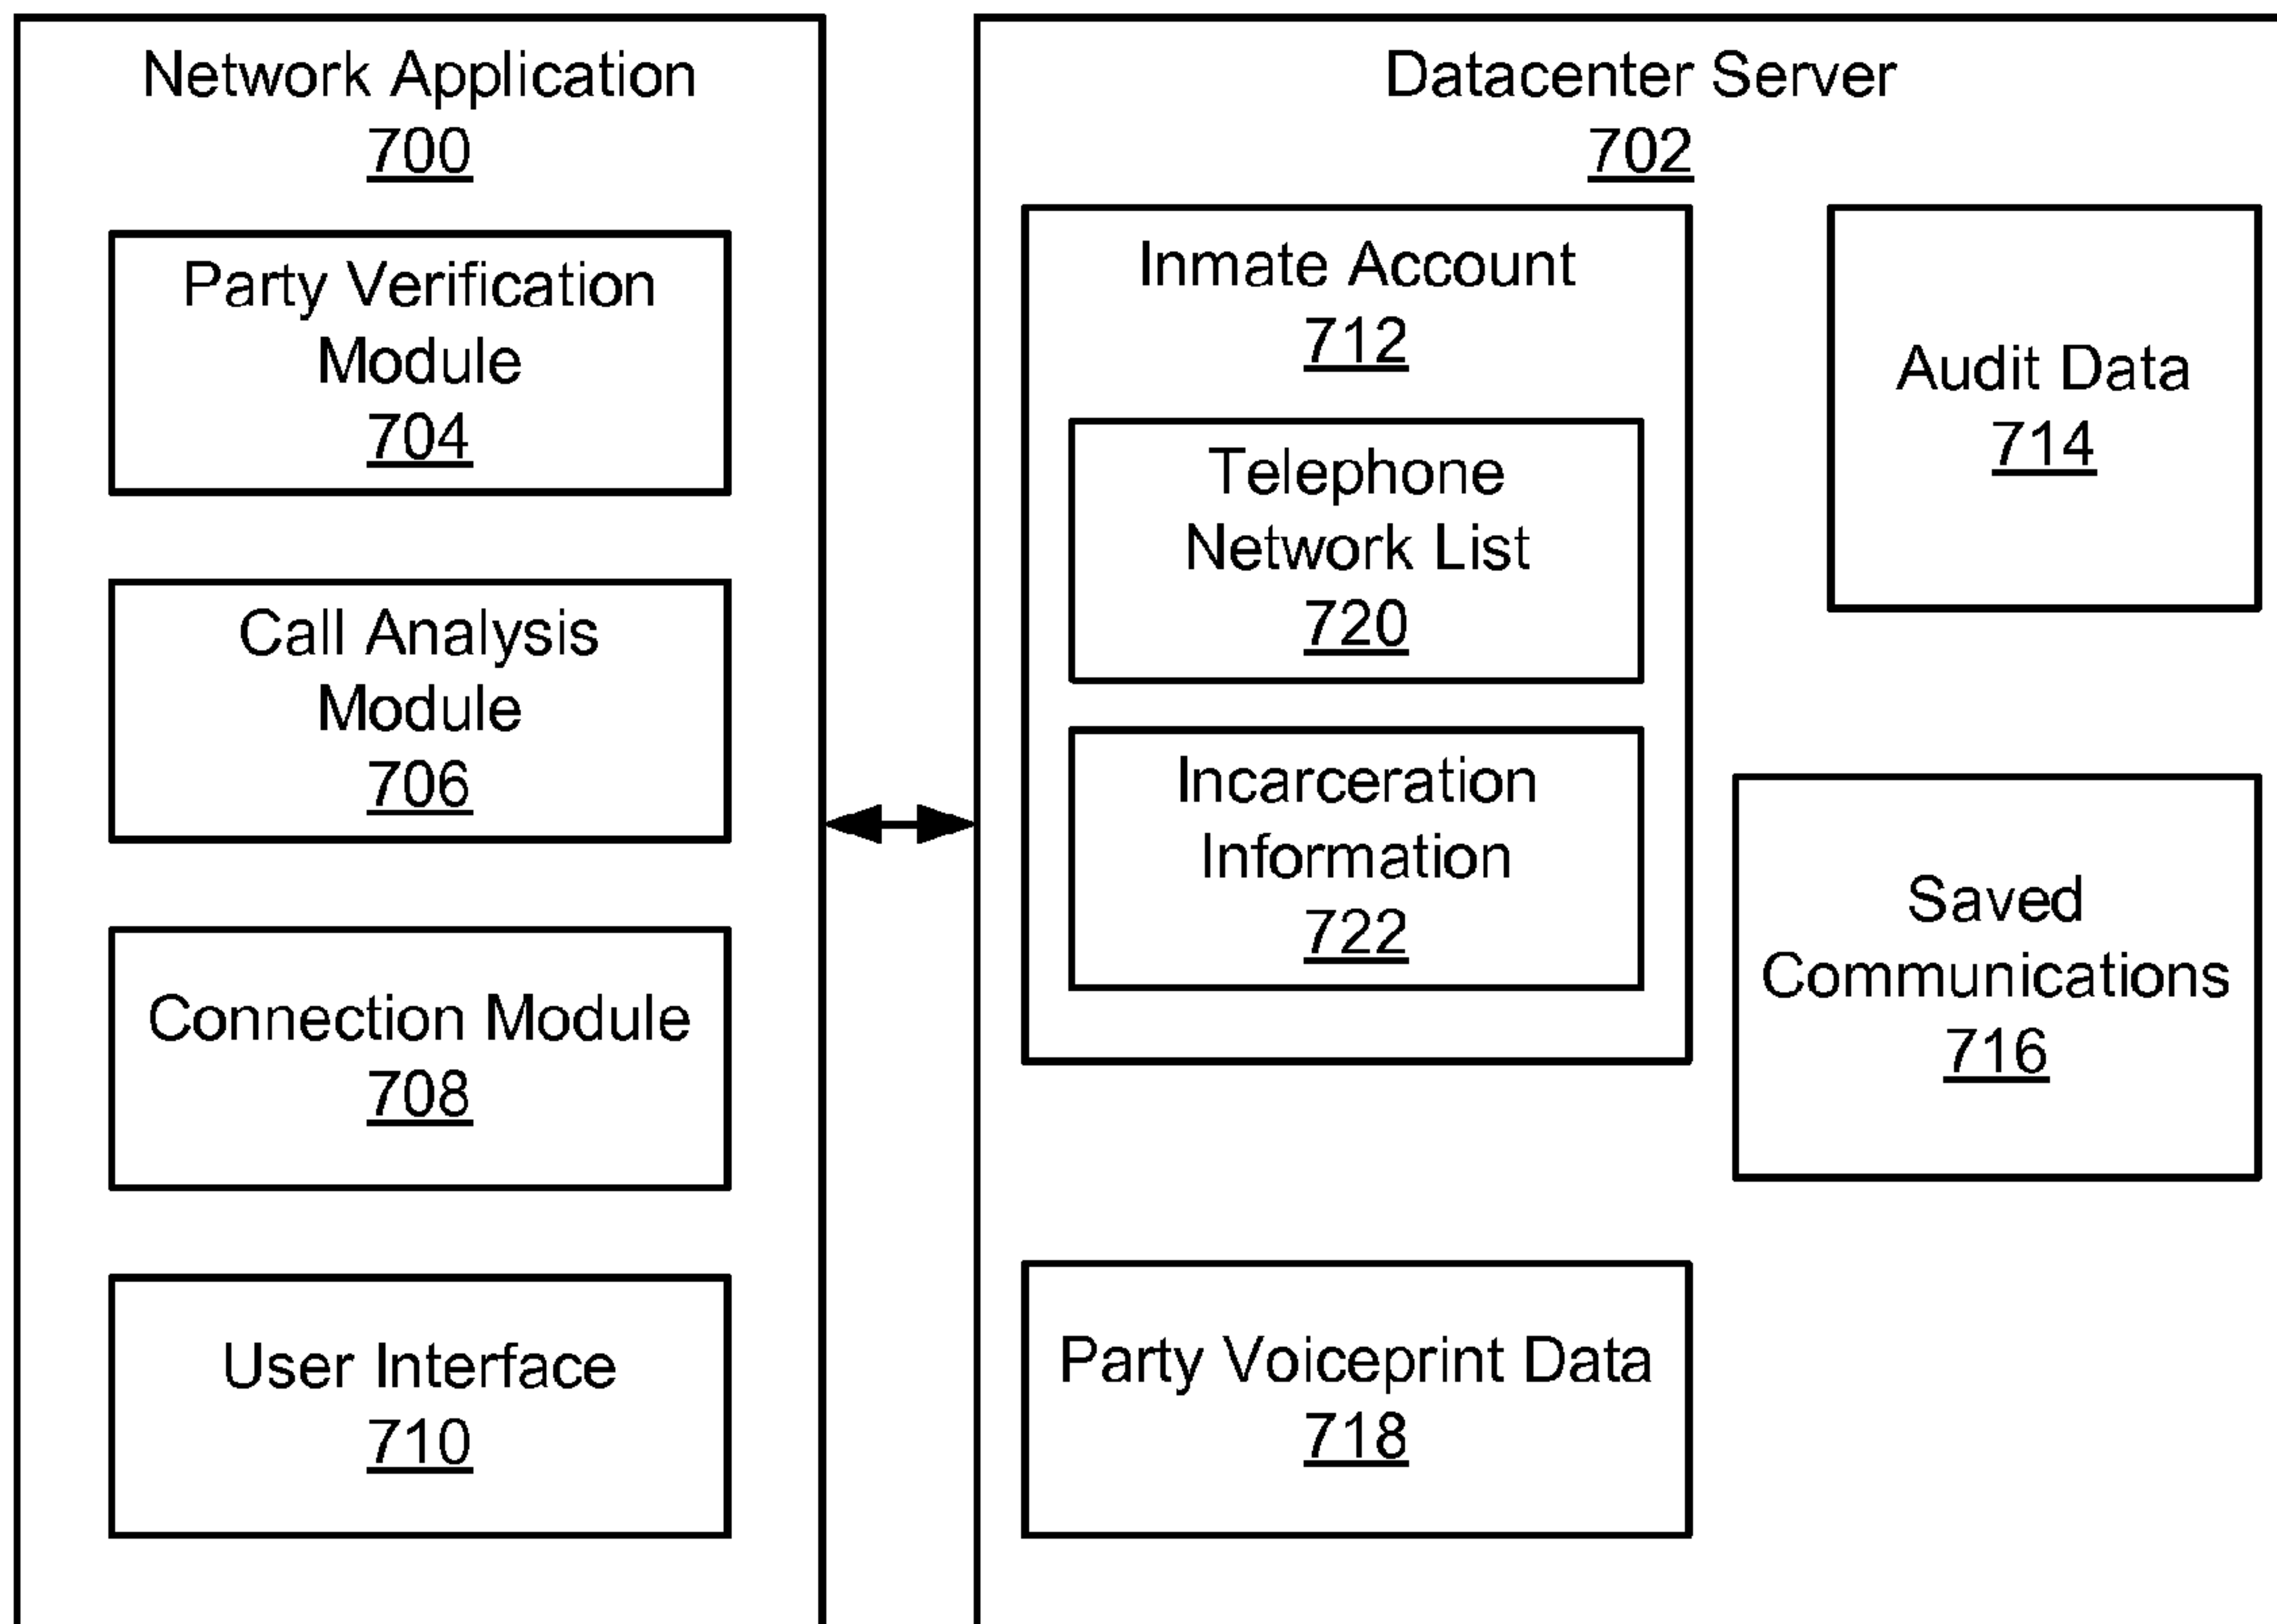 Network Application
700
Party Verification
Module
704
Call Analysis
Module
706
Connection Module
708
User Interface
710
Datacenter Server
702
Inmate Account
712
Telephone
Network List
720
Incarceration
Information
722
Audit Data
714
Saved
Communications
716
Party Voiceprint Data
718